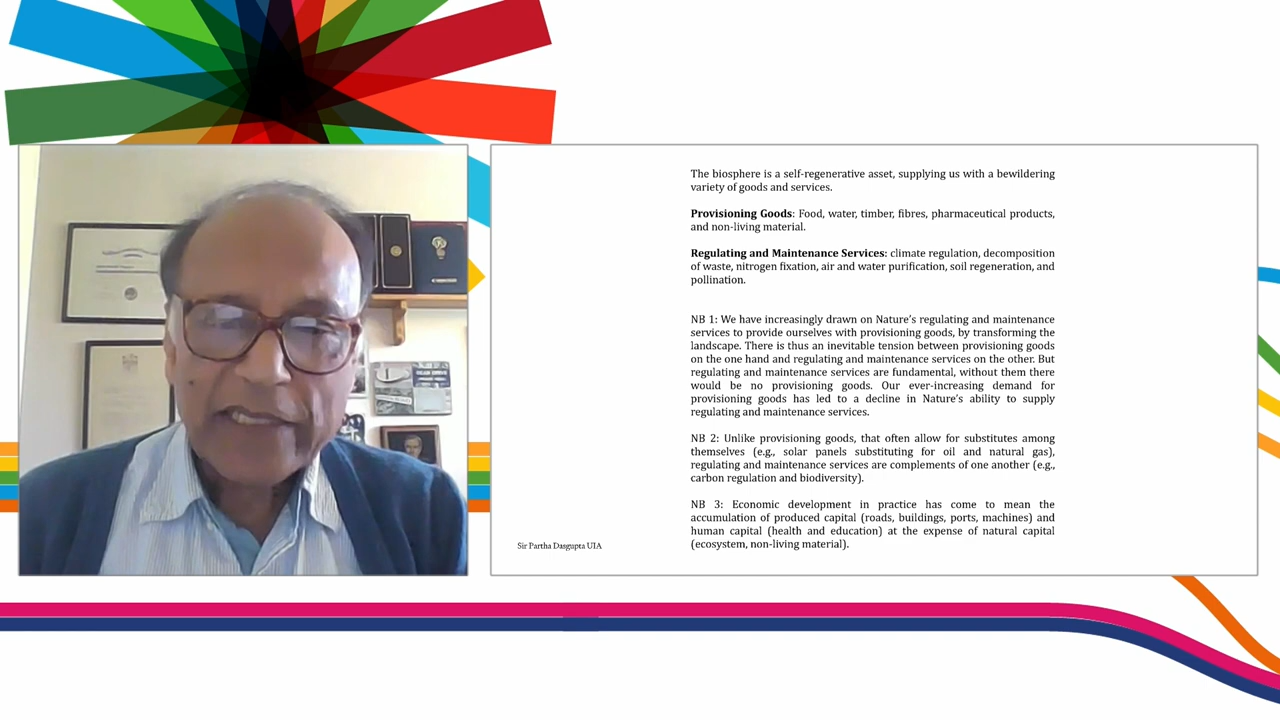 The biosphere is a self-regenerative asset, supplying us with a bewildering
variety of goods and services.
Provisioning Goods: Food, water, timber, fibres, pharmaceutical products,
and non-living material.
Regulating and Maintenance Services: climate regulation, decomposition
of waste, nitrogen fixation, air and water purification, soil regeneration, and
pollination.
NB 1: We have increasingly drawn on Nature's regulating and maintenance
services to provide ourselves with provisioning goods, by transforming the
landscape. There is thus an inevitable tension between provisioning goods
on the one hand and regulating and maintenance services on the other. But
regulating and maintenance services are fundamental, without them there
would be no provisioning goods. Our ever-increasing demand for
provisioning goods has led to a decline in Nature's ability to supply
regulating and maintenance services.
NB 2: Unlike provisioning goods, that often allow for substitutes among
themselves (e.g., solar panels substituting for oil and natural gas),
regulating and maintenance services are complements of one another (e.g.,
carbon regulation and biodiversity).
NB 3: Economic development in practice has come to mean the
accumulation of produced capital (roads, buildings, ports, machines) and
human capital (health and education) at the expense of natural capital
(ecosystem, non-living material).
Sir Partha Dasgupta UIA